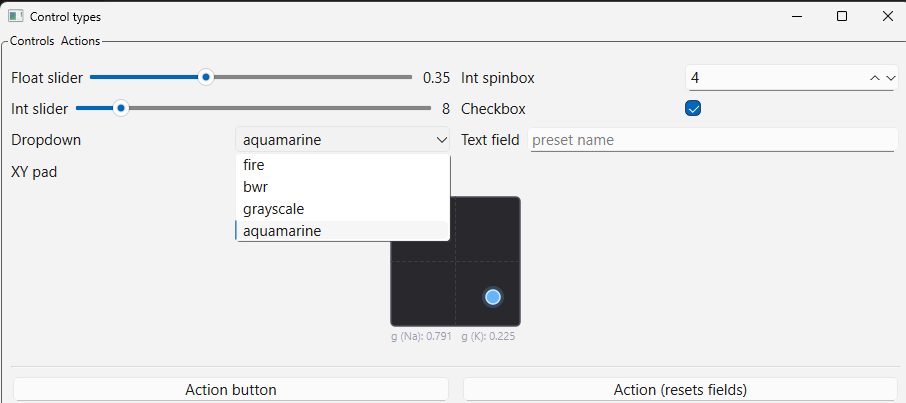 Control types
Controls Actions
Float slider 0.35 Int spinbox 4
Int slider 8 Checkbox
Dropdown aquamarine Text field preset name
fire
XY pad
bwr
grayscale
aquamarine
g (Na): 0.791 g (K): 0.225
Action button Action (resets fields)